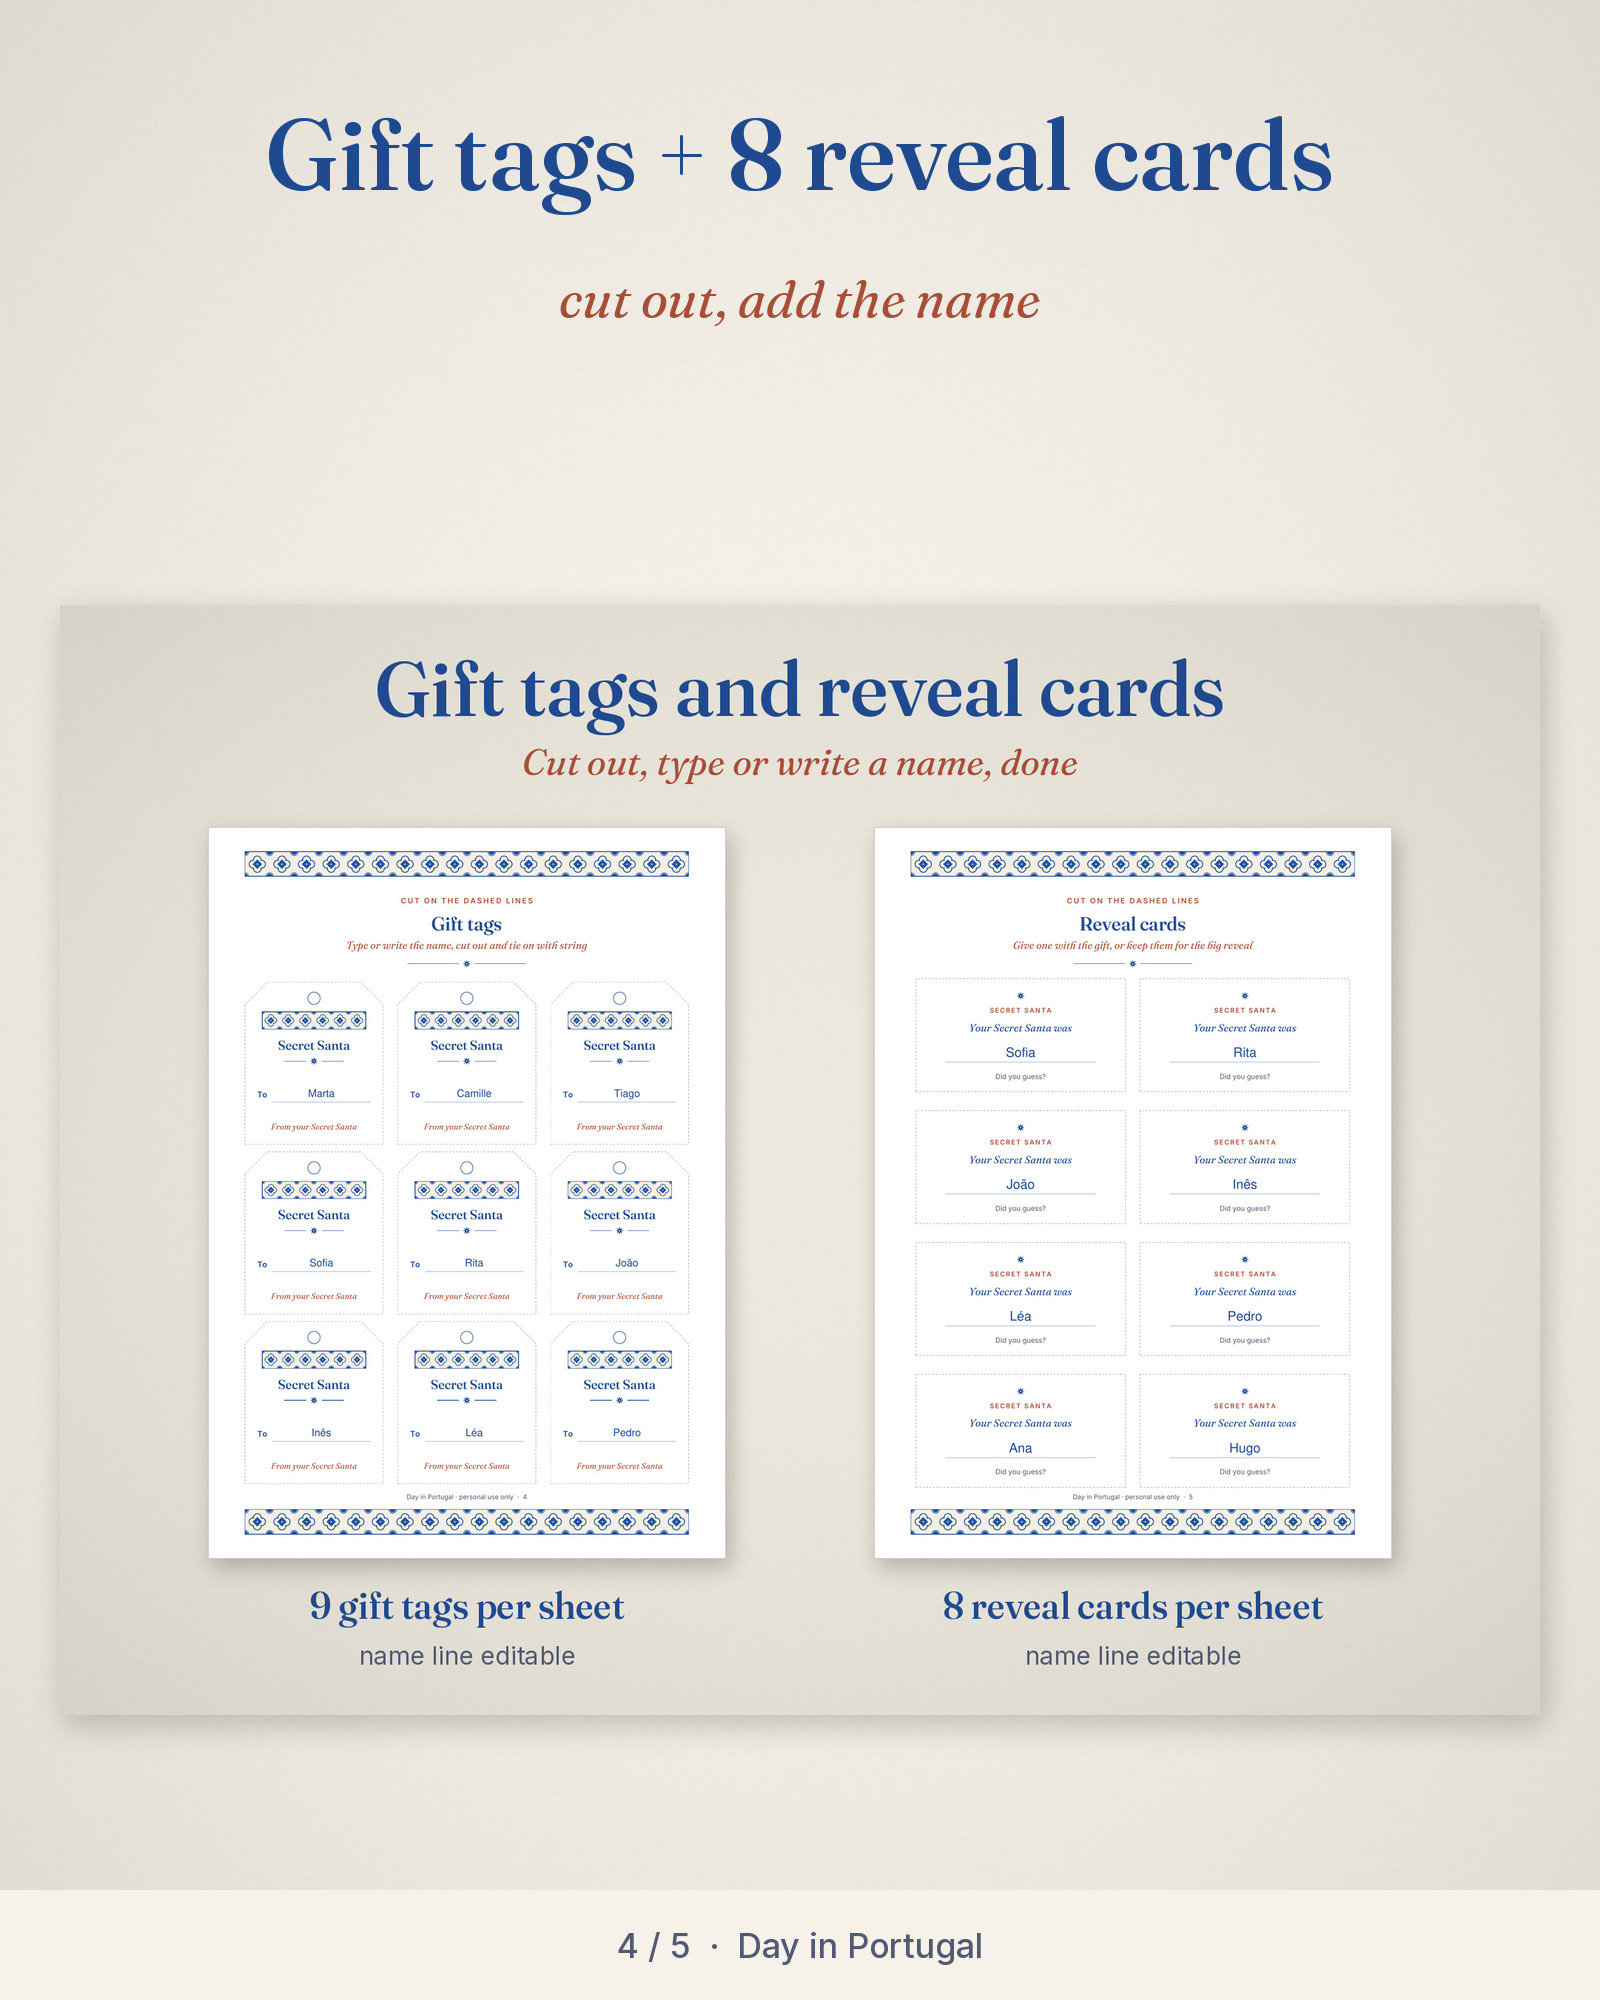 Gift tags + 8 reveal cards
cut out, add the name
Gift tags and reveal cards
Cut out, type or write a name, done
CUT ON THE DASHED LINES
Gift tags
Type or write the name, cut out and tie on with string
Secret Santa
To Marta
From your Secret Santa
Secret Santa
To Camille
From your Secret Santa
Secret Santa
To Tiago
From your Secret Santa
Secret Santa
To Sofia
From your Secret Santa
Secret Santa
To Rita
From your Secret Santa
Secret Santa
To João
From your Secret Santa
Secret Santa
To Inês
From your Secret Santa
Secret Santa
To Léa
From your Secret Santa
Secret Santa
To Pedro
From your Secret Santa
Day in Portugal · personal use only · 4
9 gift tags per sheet
name line editable
CUT ON THE DASHED LINES
Reveal cards
Give one with the gift, or keep them for the big reveal
SECRET SANTA
Your Secret Santa was
Sofia
Did you guess?
SECRET SANTA
Your Secret Santa was
Rita
Did you guess?
SECRET SANTA
Your Secret Santa was
João
Did you guess?
SECRET SANTA
Your Secret Santa was
Inês
Did you guess?
SECRET SANTA
Your Secret Santa was
Léa
Did you guess?
SECRET SANTA
Your Secret Santa was
Pedro
Did you guess?
SECRET SANTA
Your Secret Santa was
Ana
Did you guess?
SECRET SANTA
Your Secret Santa was
Hugo
Did you guess?
Day in Portugal · personal use only · 5
8 reveal cards per sheet
name line editable
4 / 5 · Day in Portugal